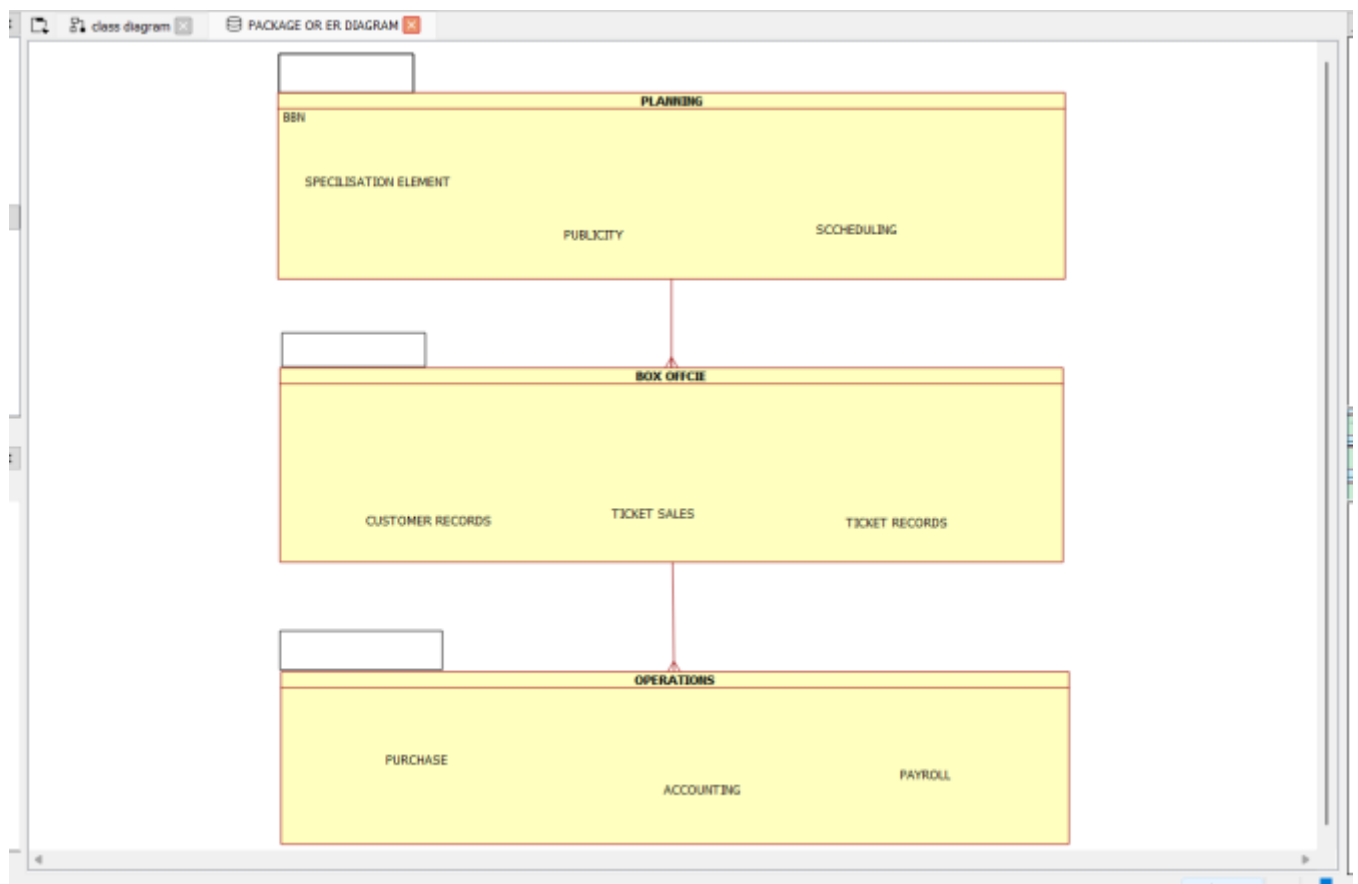 class diagram
PACKAGE OR ER DIAGRAM
PLANNING
BBN
SPECILISATION ELEMENT
PUBLICITY
SCCHEDULING
BOX OFFCIE
CUSTOMER RECORDS
TICKET SALES
TICKET RECORDS
OPERATIONS
PURCHASE
ACCOUNTING
PAYROLL